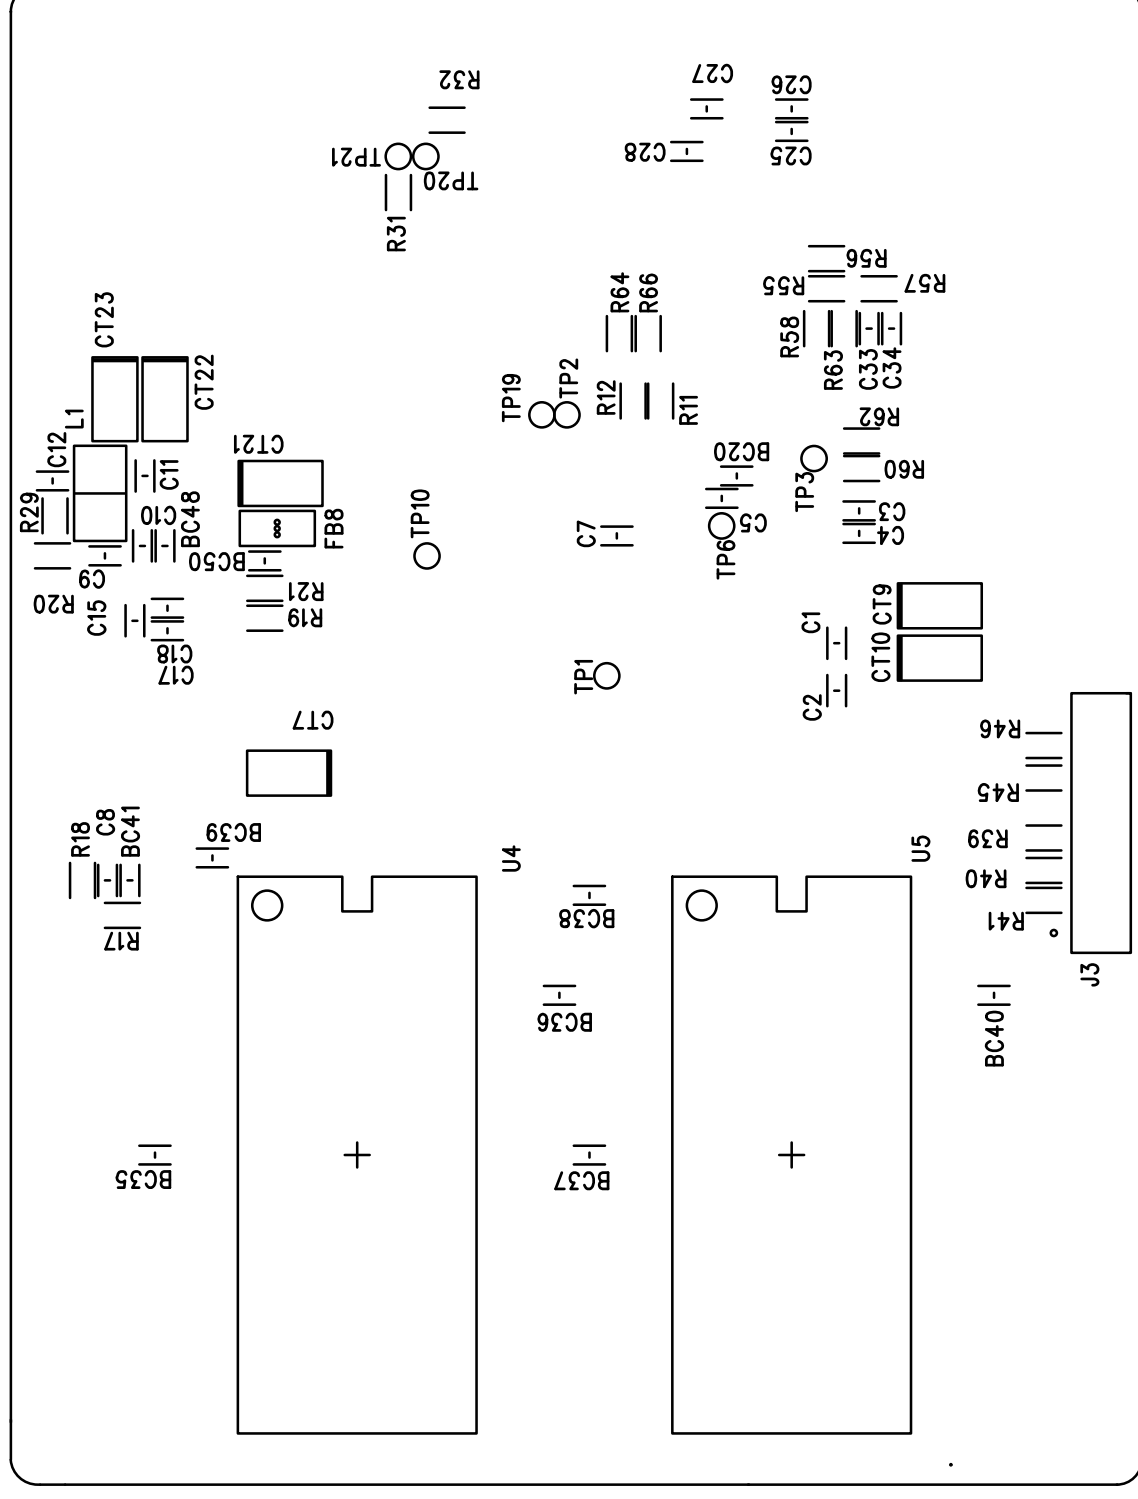 C27
C26
R32
TP21
C28
C25
TP20
R31
R56
R57
R55
CT23
R64
R66
R58
R63
C33
C34
CT22
TP19
TP2
R12
R11
L1
R62
CT21
C12
BC20
C11
R60
TP3
R29
C10
BC48
FB8
TP10
C7
C5
C3
C4
BC50
TP6
C9
R20
R21
C15
R19
C1
CT9
C18
C17
TP1
CT10
C2
CT7
R46
R45
R18
C8
BC41
BC39
U4
U5
R39
R40
BC38
R41
R17
J3
BC36
BC40
BC35
BC37